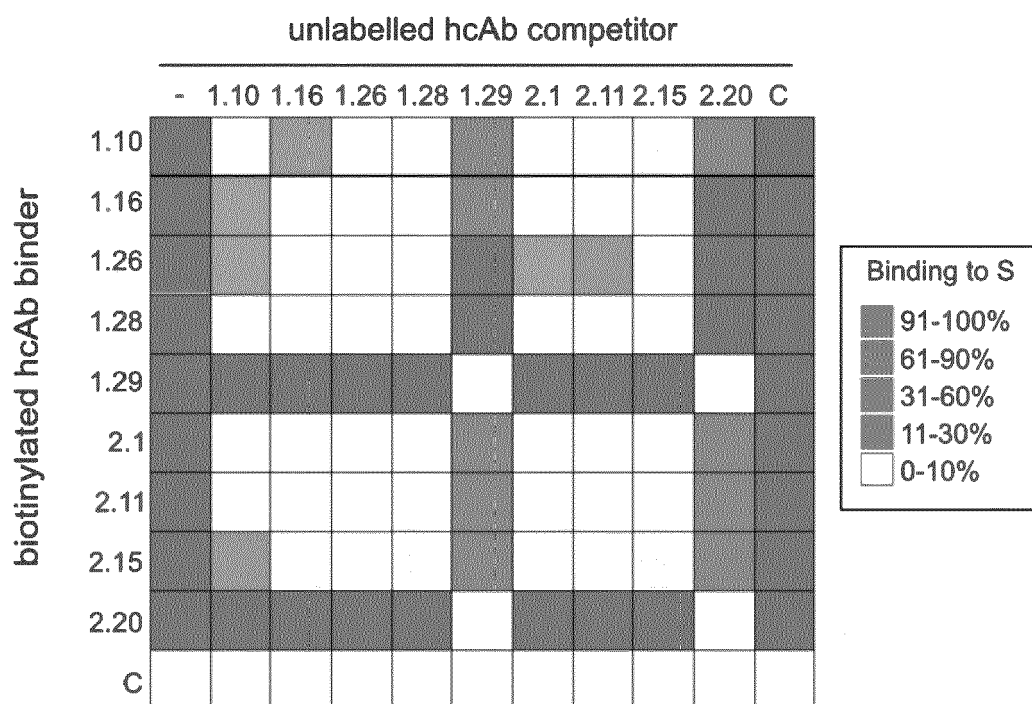 unlabelled hcAb competitor
- 1.10 1.16 1.26 1.28 1.29 2.1 2.11 2.15 2.20 C
biotinylated hcAb binder
1.10
1.16
1.26
1.28
1.29
2.1
2.11
2.15
2.20
C
Binding to S
91-100%
61-90%
31-60%
11-30%
0-10%